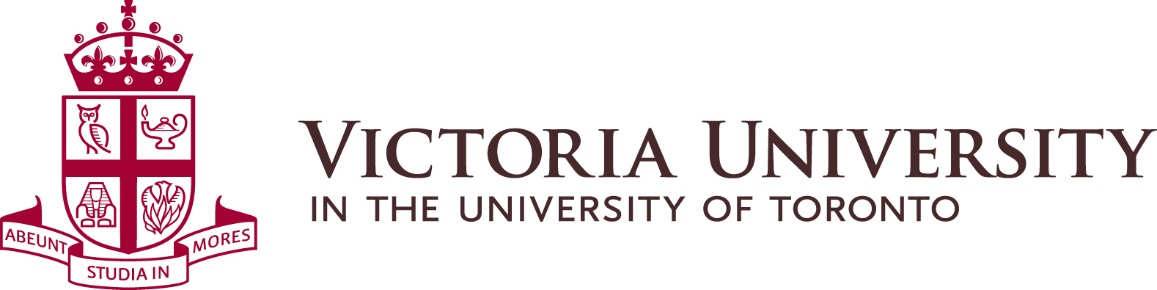 VICTORIA UNIVERSITY
IN THE UNIVERSITY OF TORONTO
ABEUNT
STUDIA IN
MORES